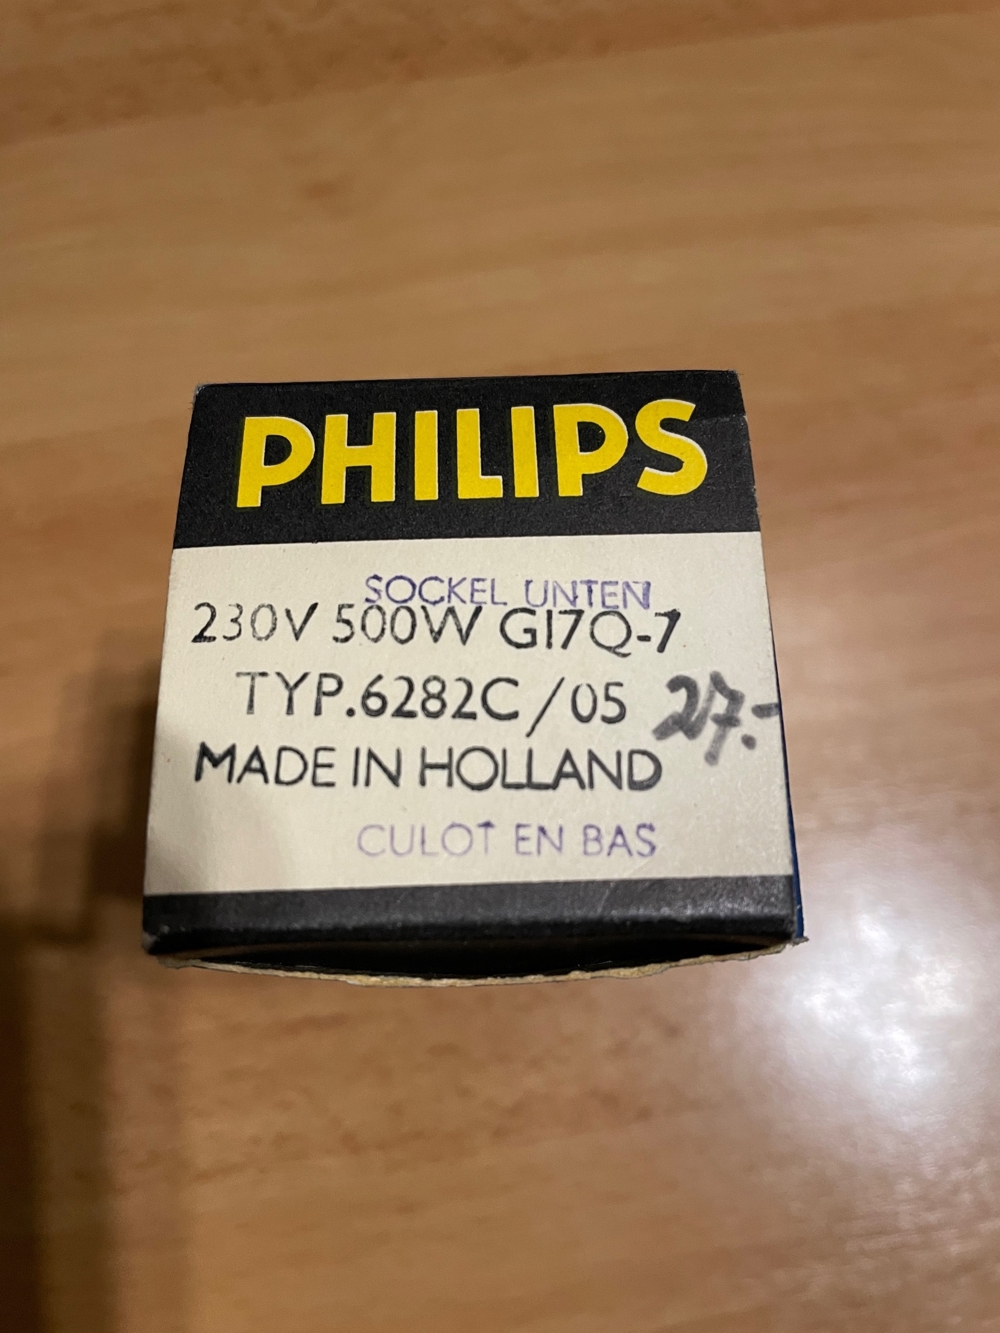 PHILIPS
SOCKEL UNTEN
230V 500W G17Q-7
TYP.6282C/05
27.-
MADE IN HOLLAND
CULOT EN BAS